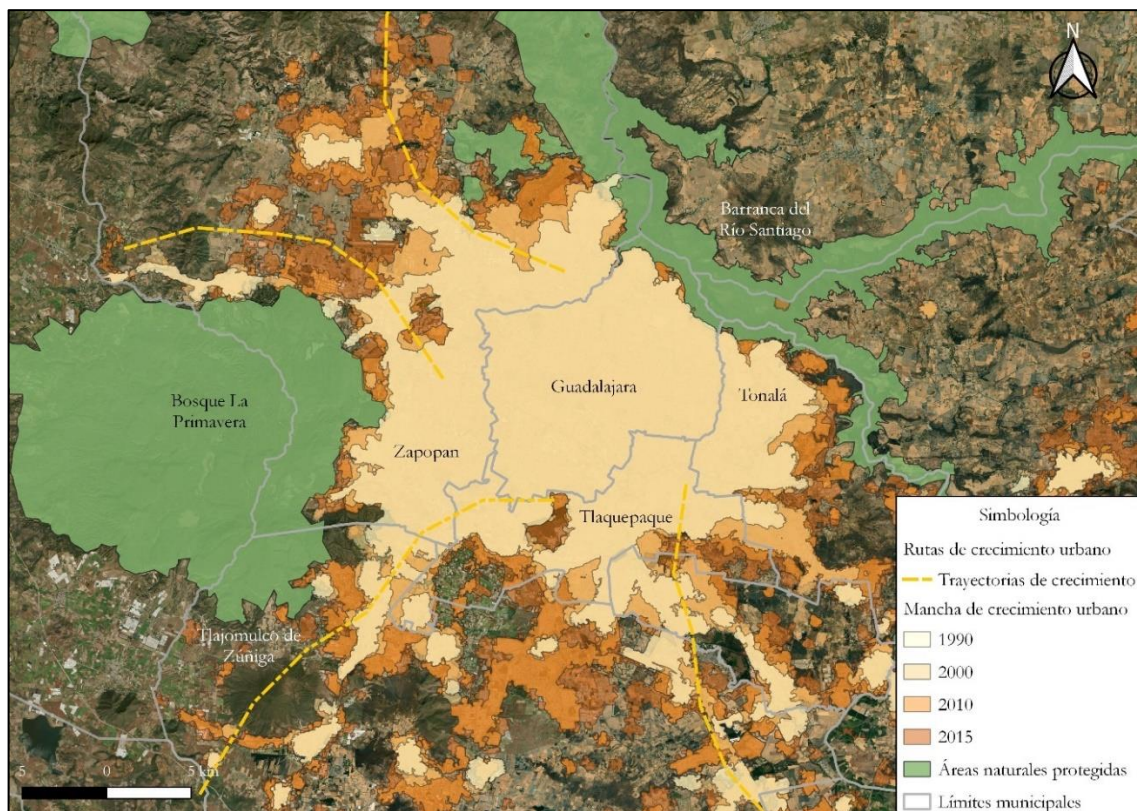 N
Barranca del
Río Santiago
Bosque La
Primavera
Guadalajara
Tonalá
Zapopan
Tlaquepaque
Tlajomulco de
Zuñiga
5 0 5 km
Simbología
Rutas de crecimiento urbano
Trayectorias de crecimiento
Mancha de crecimiento urbano
1990
2000
2010
2015
Áreas naturales protegidas
Límites municipales